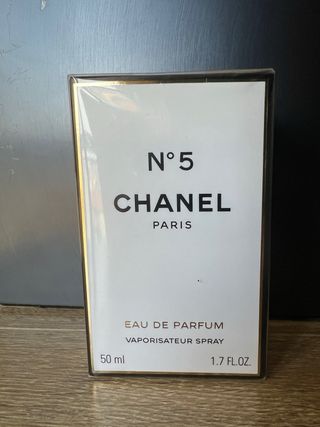 N°5
CHANEL
PARIS
EAU DE PARFUM
VAPORISATEUR SPRAY
50 ml 1.7 FL.OZ.